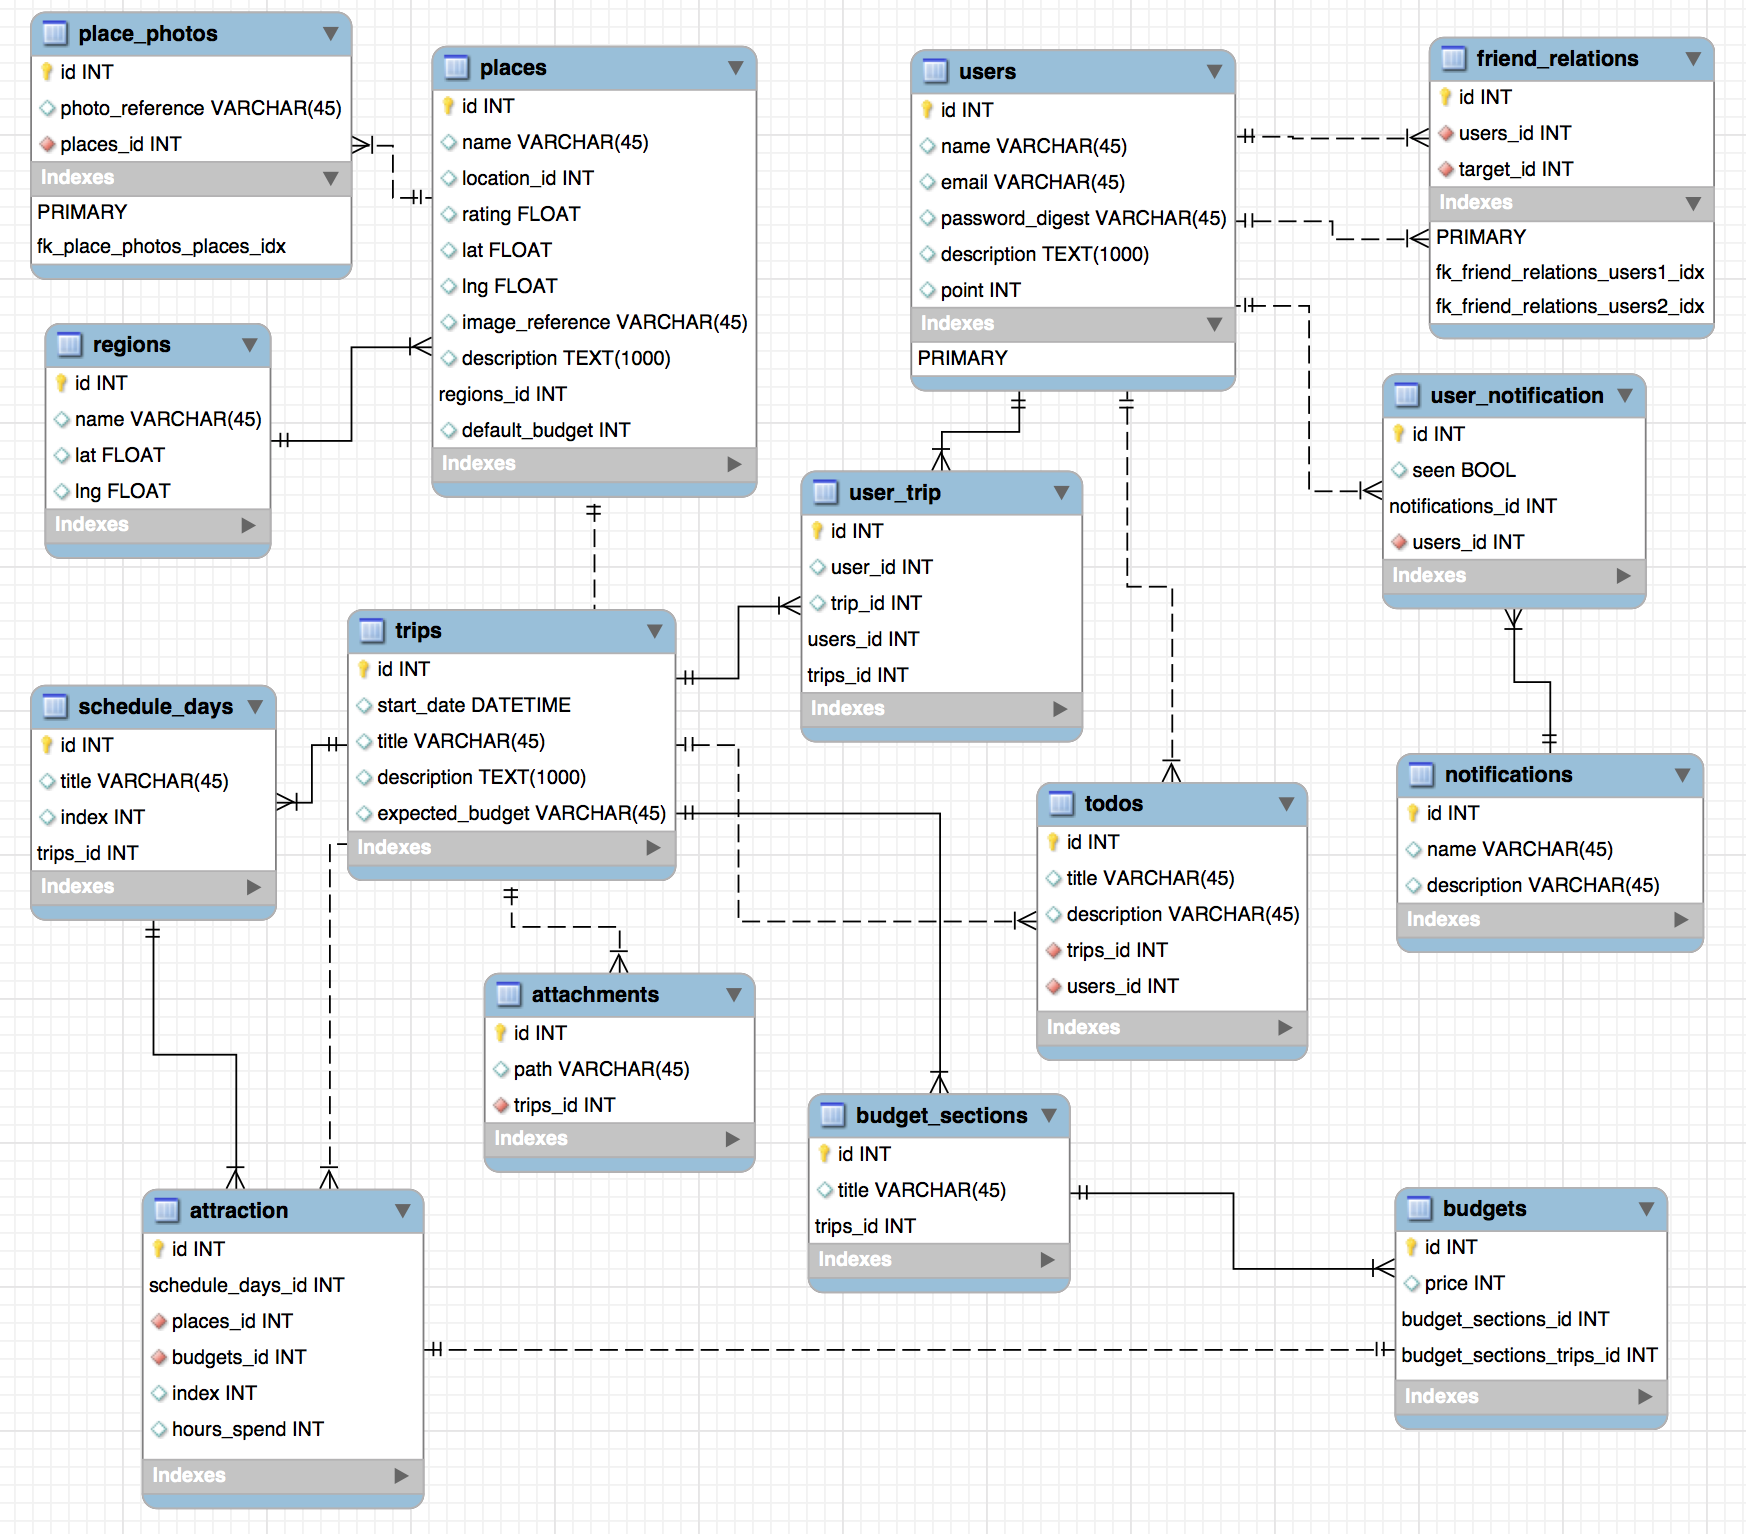 place_photos
id INT
photo_reference VARCHAR(45)
places_id INT
Indexes
PRIMARY
fk_place_photos_places_idx
places
id INT
name VARCHAR(45)
location_id INT
rating FLOAT
lat FLOAT
lng FLOAT
image_reference VARCHAR(45)
description TEXT(1000)
regions_id INT
default_budget INT
Indexes
users
id INT
name VARCHAR(45)
email VARCHAR(45)
password_digest VARCHAR(45)
description TEXT(1000)
point INT
Indexes
PRIMARY
friend_relations
id INT
users_id INT
target_id INT
Indexes
PRIMARY
fk_friend_relations_users1_idx
fk_friend_relations_users2_idx
regions
id INT
name VARCHAR(45)
lat FLOAT
lng FLOAT
Indexes
user_notification
id INT
seen BOOL
notifications_id INT
users_id INT
Indexes
user_trip
id INT
user_id INT
trip_id INT
users_id INT
trips_id INT
Indexes
trips
id INT
start_date DATETIME
title VARCHAR(45)
description TEXT(1000)
expected_budget VARCHAR(45)
Indexes
schedule_days
id INT
title VARCHAR(45)
index INT
trips_id INT
Indexes
todos
id INT
title VARCHAR(45)
description VARCHAR(45)
trips_id INT
users_id INT
Indexes
notifications
id INT
name VARCHAR(45)
description VARCHAR(45)
Indexes
attachments
id INT
path VARCHAR(45)
trips_id INT
Indexes
budget_sections
id INT
title VARCHAR(45)
trips_id INT
Indexes
attraction
id INT
schedule_days_id INT
places_id INT
budgets_id INT
index INT
hours_spend INT
Indexes
budgets
id INT
price INT
budget_sections_id INT
budget_sections_trips_id INT
Indexes